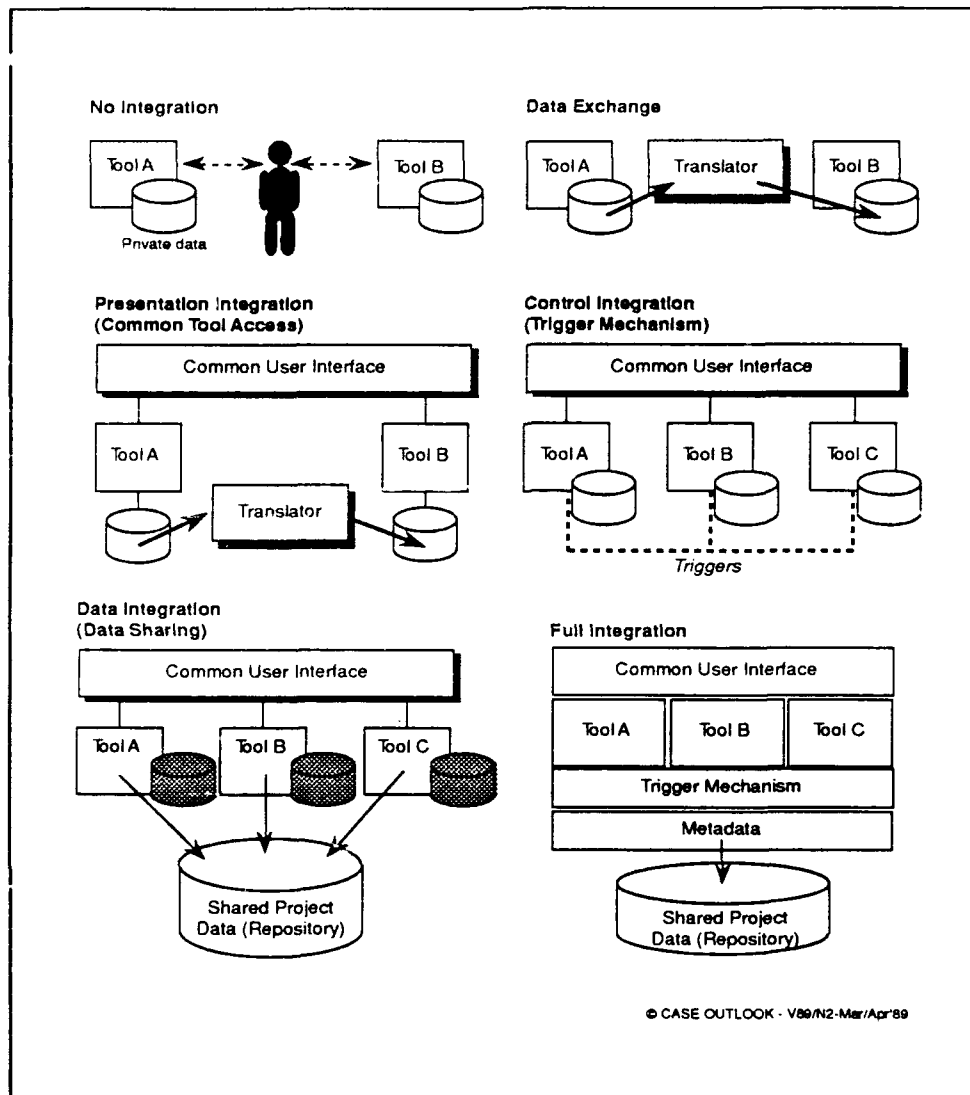 No Integration
Tool A
Tool B
Private data
Data Exchange
Tool A
Translator
Tool B
Presentation Integration
(Common Tool Access)
Common User Interface
Tool A
Tool B
Translator
Control Integration
(Trigger Mechanism)
Common User Interface
Tool A
Tool B
Tool C
Triggers
Data Integration
(Data Sharing)
Common User Interface
Tool A
Tool B
Tool C
Shared Project
Data (Repository)
Full Integration
Common User Interface
Tool A
Tool B
Tool C
Trigger Mechanism
Metadata
Shared Project
Data (Repository)
© CASE OUTLOOK - V89/N2-Mar/Apr'89